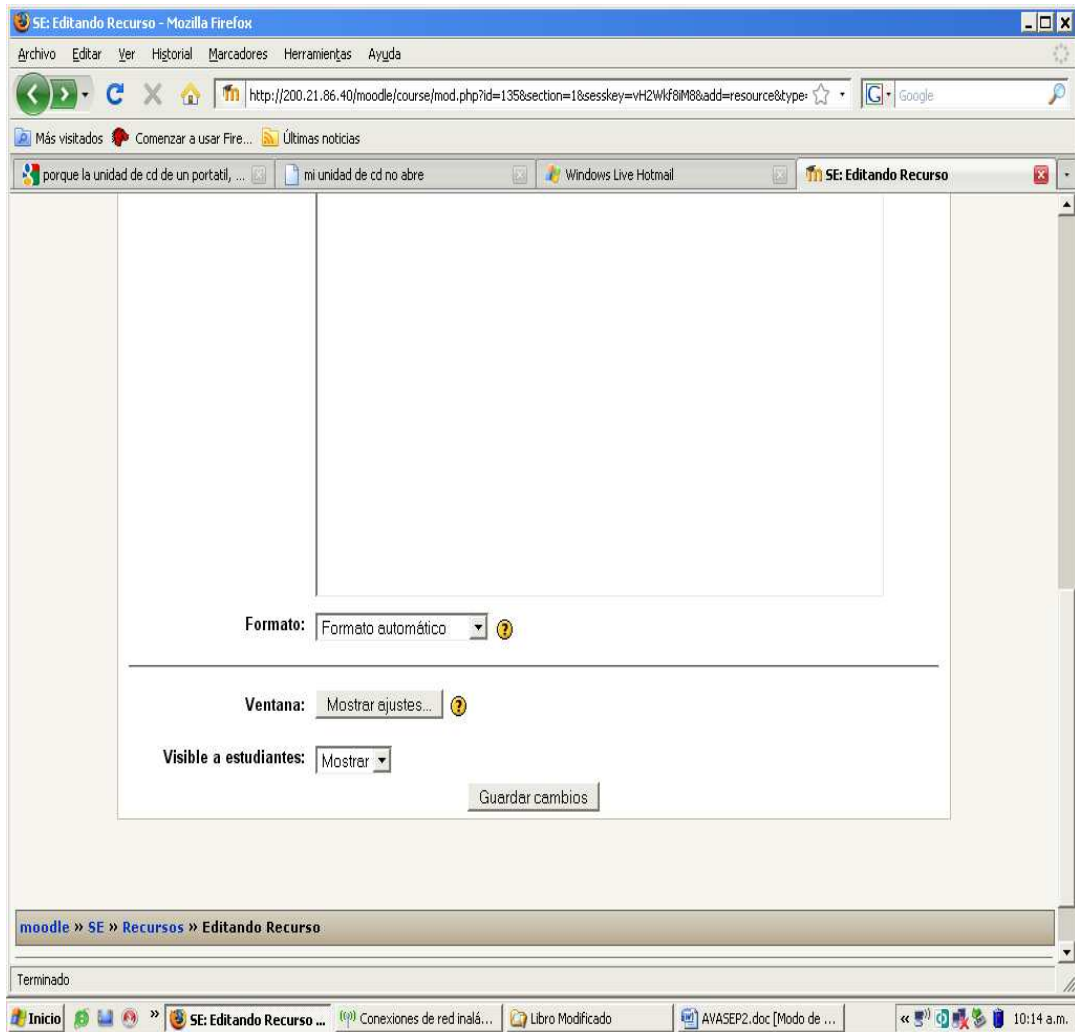 SE: Editando Recurso - Mozilla Firefox
Archivo Editar Ver Historial Marcadores Herramientas Ayuda
http://200.21.86.40/moodle/course/mod.php?id=135&section=1&sesskey=vH2Wkf8iM8&add=resource&type= Google
Más visitados Comenzar a usar Fire... Últimas noticias
porque la unidad de cd de un portatil, ... mi unidad de cd no abre Windows Live Hotmail SE: Editando Recurso
Formato: Formato automático
Ventana: Mostrar ajustes...
Visible a estudiantes: Mostrar
Guardar cambios
moodle » SE » Recursos » Editando Recurso
Terminado
Inicio » SE: Editando Recurso ... Conexiones de red inalá... Libro Modificado AVASEP2.doc [Modo de ... « 10:14 a.m.